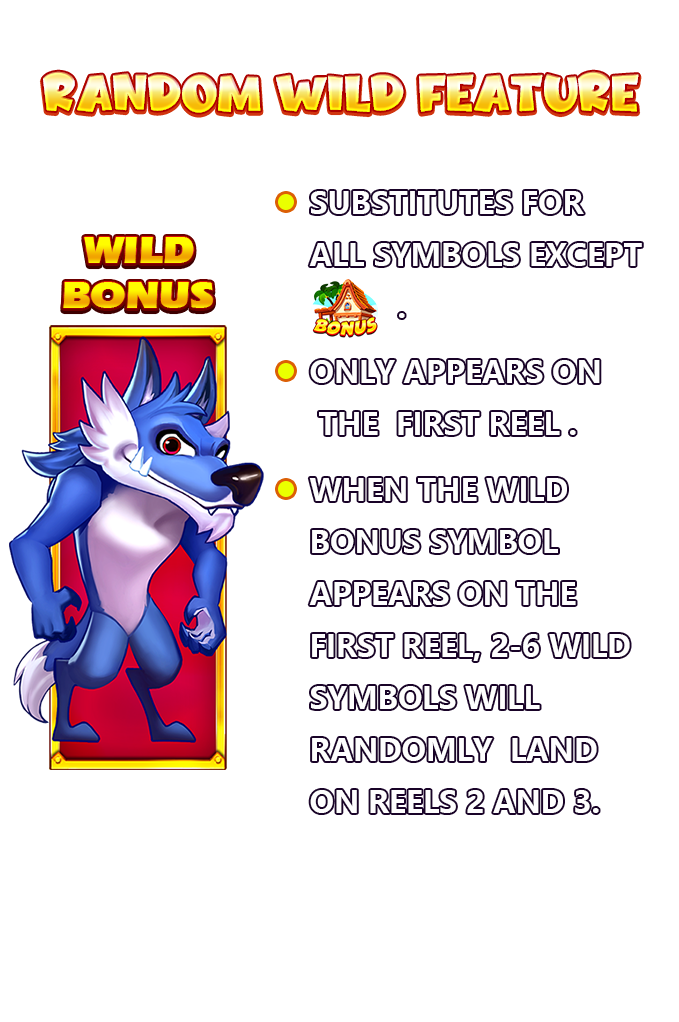 RANDOM WILD FEATURE
WILD
BONUS
SUBSTITUTES FOR
ALL SYMBOLS EXCEPT
BONUS .
ONLY APPEARS ON
THE FIRST REEL .
WHEN THE WILD
BONUS SYMBOL
APPEARS ON THE
FIRST REEL, 2-6 WILD
SYMBOLS WILL
RANDOMLY LAND
ON REELS 2 AND 3.